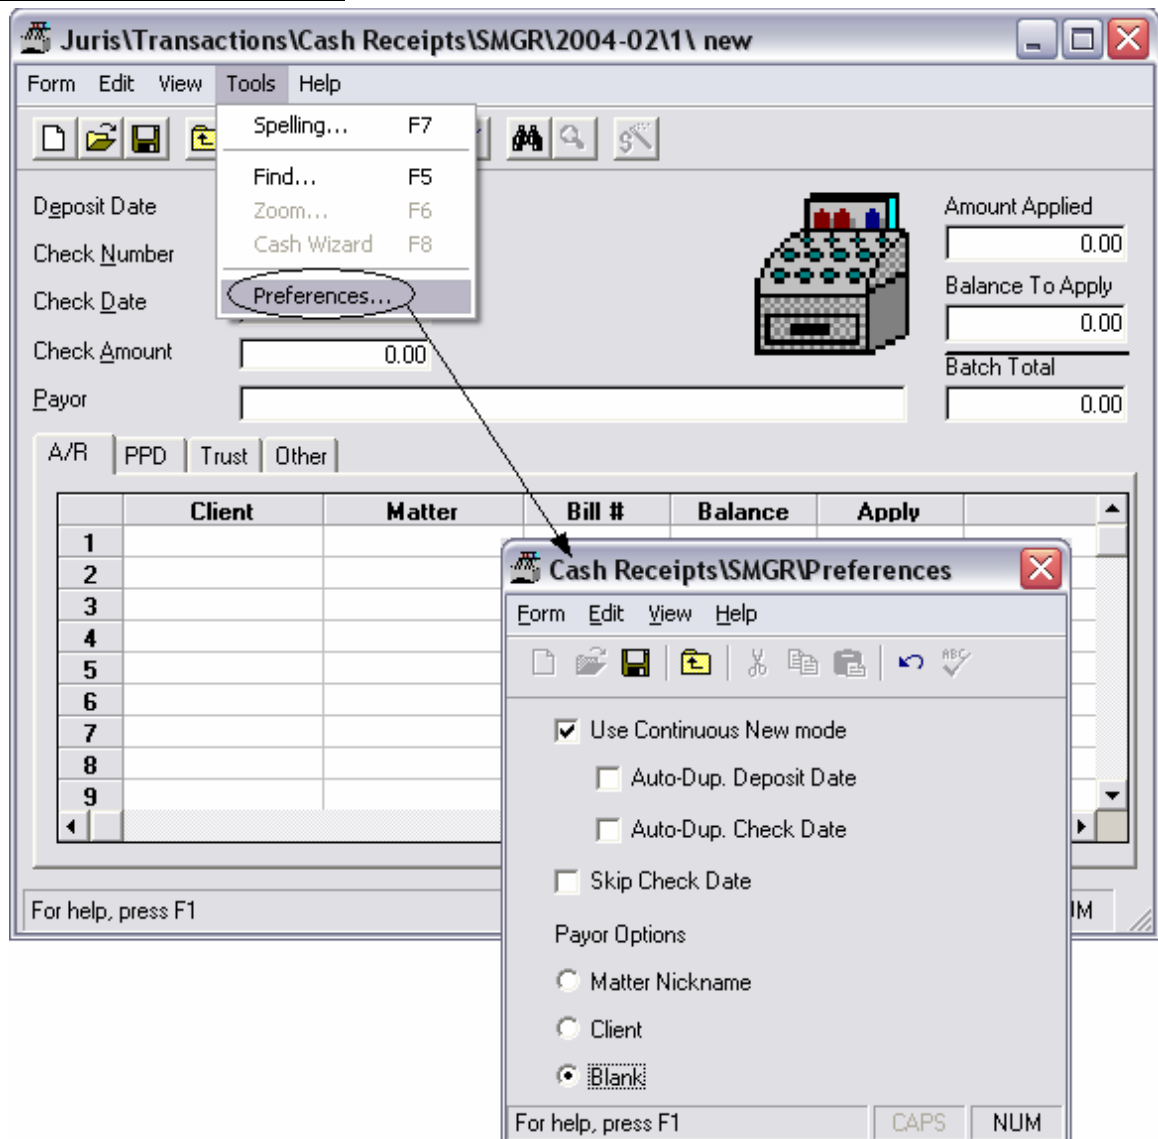 Juris\Transactions\Cash Receipts\SMGR\2004-02\1\ new
Form Edit View Tools Help
Spelling... F7
Find... F5
Zoom... F6
Cash Wizard F8
Preferences...
Deposit Date
Check Number
Check Date
Check Amount 0.00
Payor
Amount Applied
0.00
Balance To Apply
0.00
Batch Total
0.00
A/R PPD Trust Other
Client Matter Bill # Balance Apply
1
2
3
4
5
6
7
8
9
For help, press F1
Cash Receipts\SMGR\Preferences
Form Edit View Help
ABC
Use Continuous New mode
Auto-Dup. Deposit Date
Auto-Dup. Check Date
Skip Check Date
Payor Options
Matter Nickname
Client
Blank
For help, press F1 CAPS NUM